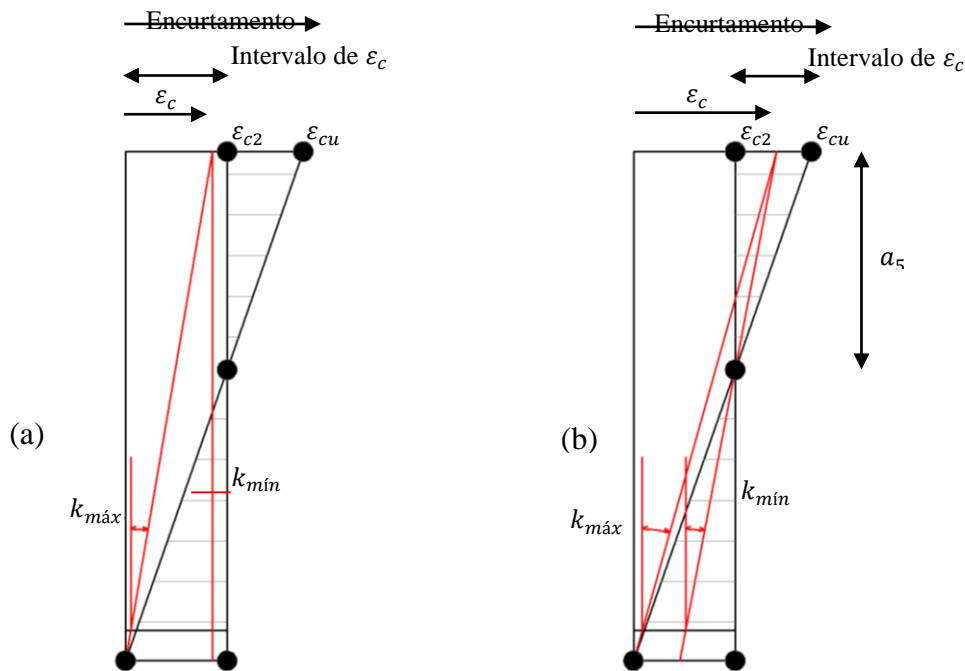 Encurtamento
Intervalo de εc
εc
εc2
εcu
(a)
kmín
kmáx
Encurtamento
Intervalo de εc
εc
εc2
εcu
a5
(b)
kmín
kmáx